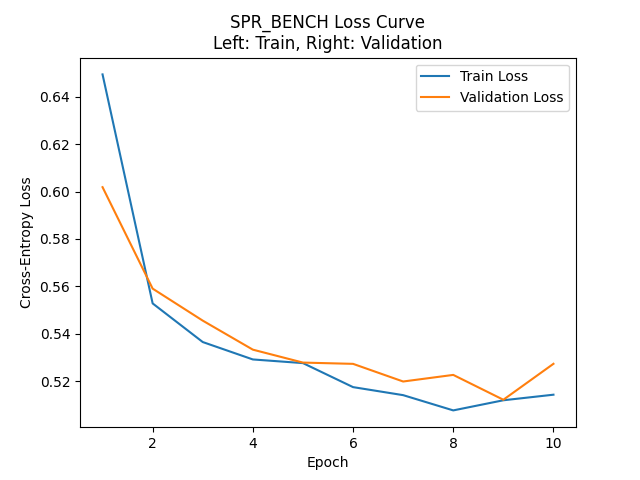 SPR_BENCH Loss Curve
Left: Train, Right: Validation
Train Loss
Validation Loss
Cross-Entropy Loss
0.64
0.62
0.60
0.58
0.56
0.54
0.52
2
4
6
8
10
Epoch